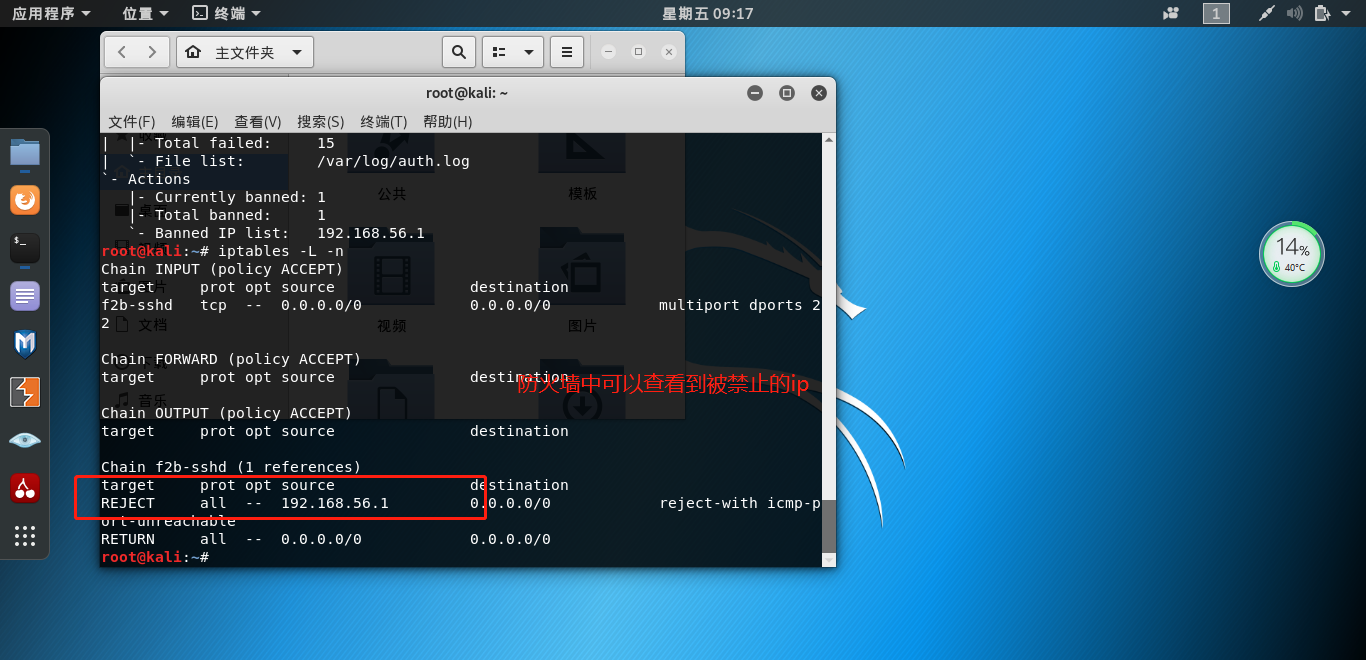 应用程序 位置 终端 星期五 09:17 1
主文件夹
root@kali: ~
文件(F) 编辑(E) 查看(V) 搜索(S) 终端(T) 帮助(H)
| |- Total failed: 15
| `- File list: /var/log/auth.log
`- Actions
|- Currently banned: 1
|- Total banned: 1
`- Banned IP list: 192.168.56.1
root@kali:~# iptables -L -n
Chain INPUT (policy ACCEPT)
target prot opt source destination
f2b-sshd tcp -- 0.0.0.0/0 0.0.0.0/0 multiport dports 2
2
Chain FORWARD (policy ACCEPT)
target prot opt source destination
防火墙中可以查看到被禁止的ip
Chain OUTPUT (policy ACCEPT)
target prot opt source destination
Chain f2b-sshd (1 references)
target prot opt source destination
REJECT all -- 192.168.56.1 0.0.0.0/0 reject-with icmp-p
ort-unreachable
RETURN all -- 0.0.0.0/0 0.0.0.0/0
root@kali:~#
公共 模板
视频 图片
文档
音乐
14%
40°C